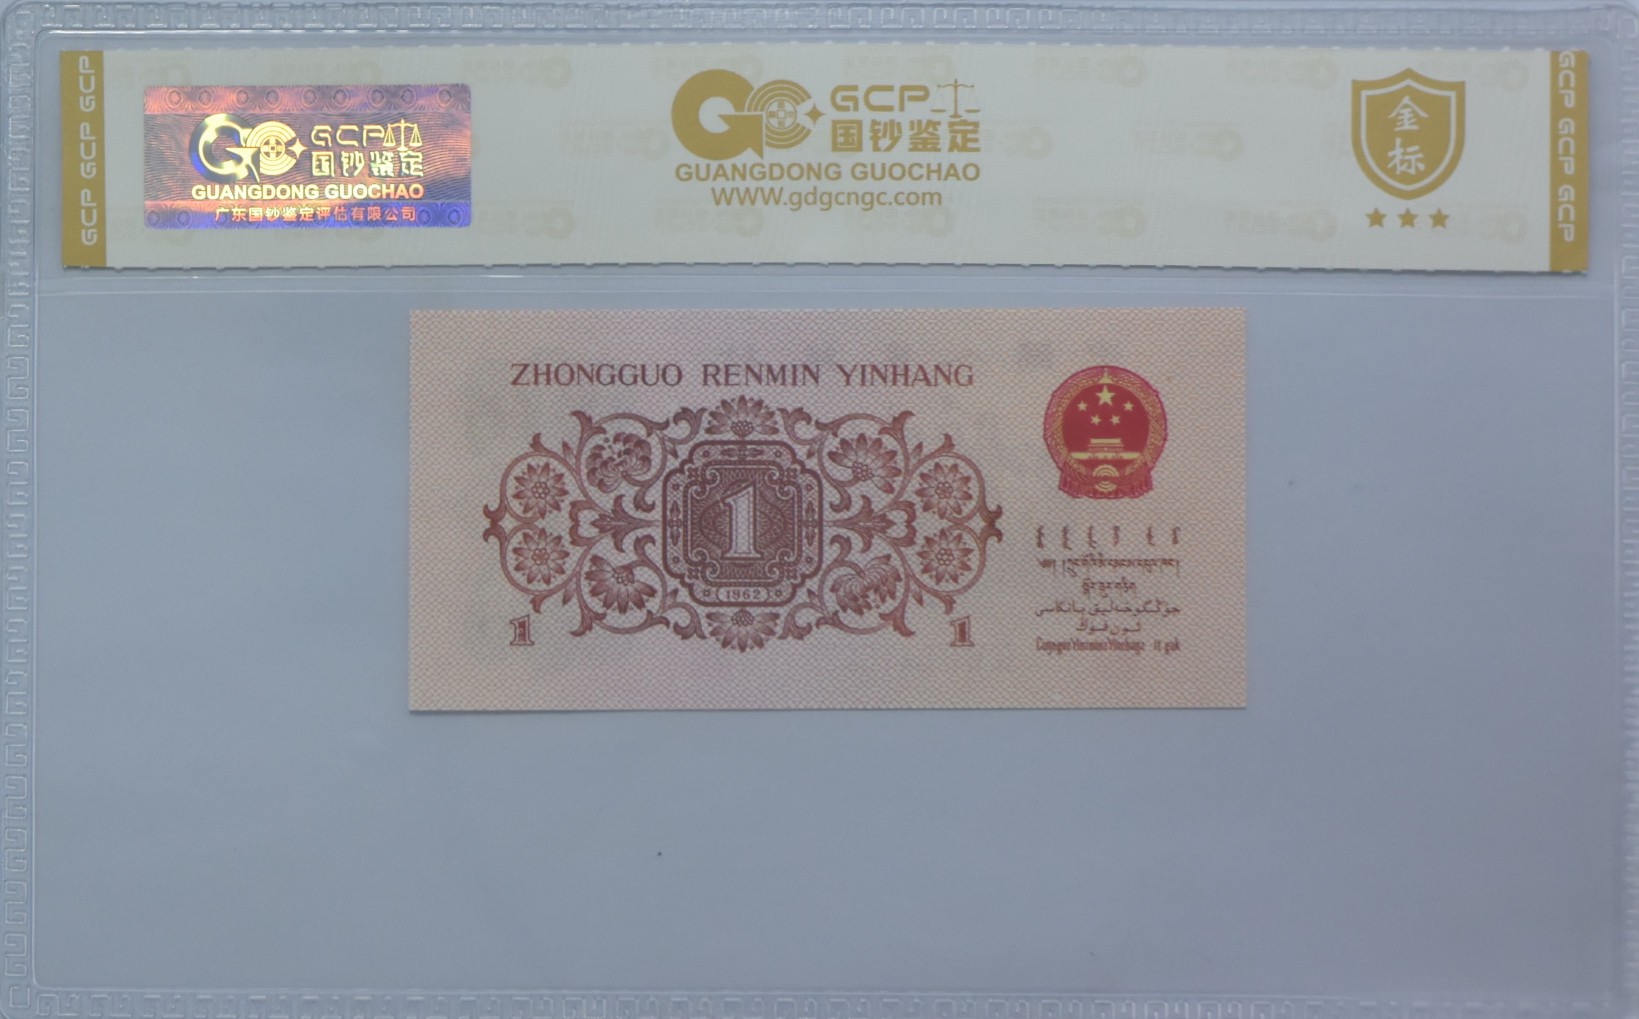 GCP GCP GCP
GCP
国钞鉴定
GUANGDONG GUOCHAO
广东国钞鉴定评估有限公司
GCP
国钞鉴定
GUANGDONG GUOCHAO
www.gdgcngc.com
金
标
GCP GCP GCP
ZHONGGUO RENMIN YINHANG
1
(1962)
1
1